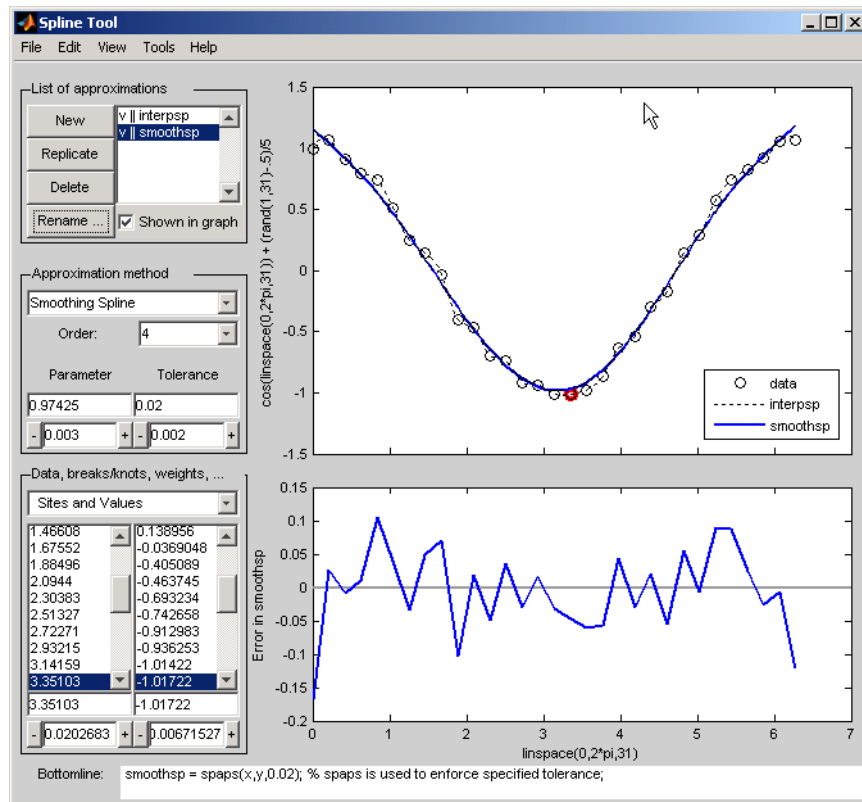 Spline Tool
File Edit View Tools Help
List of approximations
New
Replicate
Delete
Rename ...
v || interpsp
v || smoothsp
Shown in graph
Approximation method
Smoothing Spline
Order: 4
Parameter Tolerance
0.97425 0.02
- 0.003 + - 0.002 +
Data, breaks/knots, weights, ...
Sites and Values
1.46608 0.138956
1.67552 -0.0369048
1.88496 -0.405089
2.0944 -0.463745
2.30383 -0.693234
2.51327 -0.742658
2.72271 -0.912983
2.93215 -0.936253
3.14159 -1.01422
3.35103 -1.01722
3.35103 -1.01722
- 0.0202683 + - 0.00671527 +
cos(linspace(0,2*pi,31)) + (rand(1,31)-.5)/5
1.5
1
0.5
0
-0.5
-1
-1.5
data
interpsp
smoothsp
Error in smoothsp
0.15
0.1
0.05
0
-0.05
-0.1
-0.15
-0.2
0 1 2 3 4 5 6 7
linspace(0,2*pi,31)
Bottomline: smoothsp = spaps(x,y,0.02); % spaps is used to enforce specified tolerance;